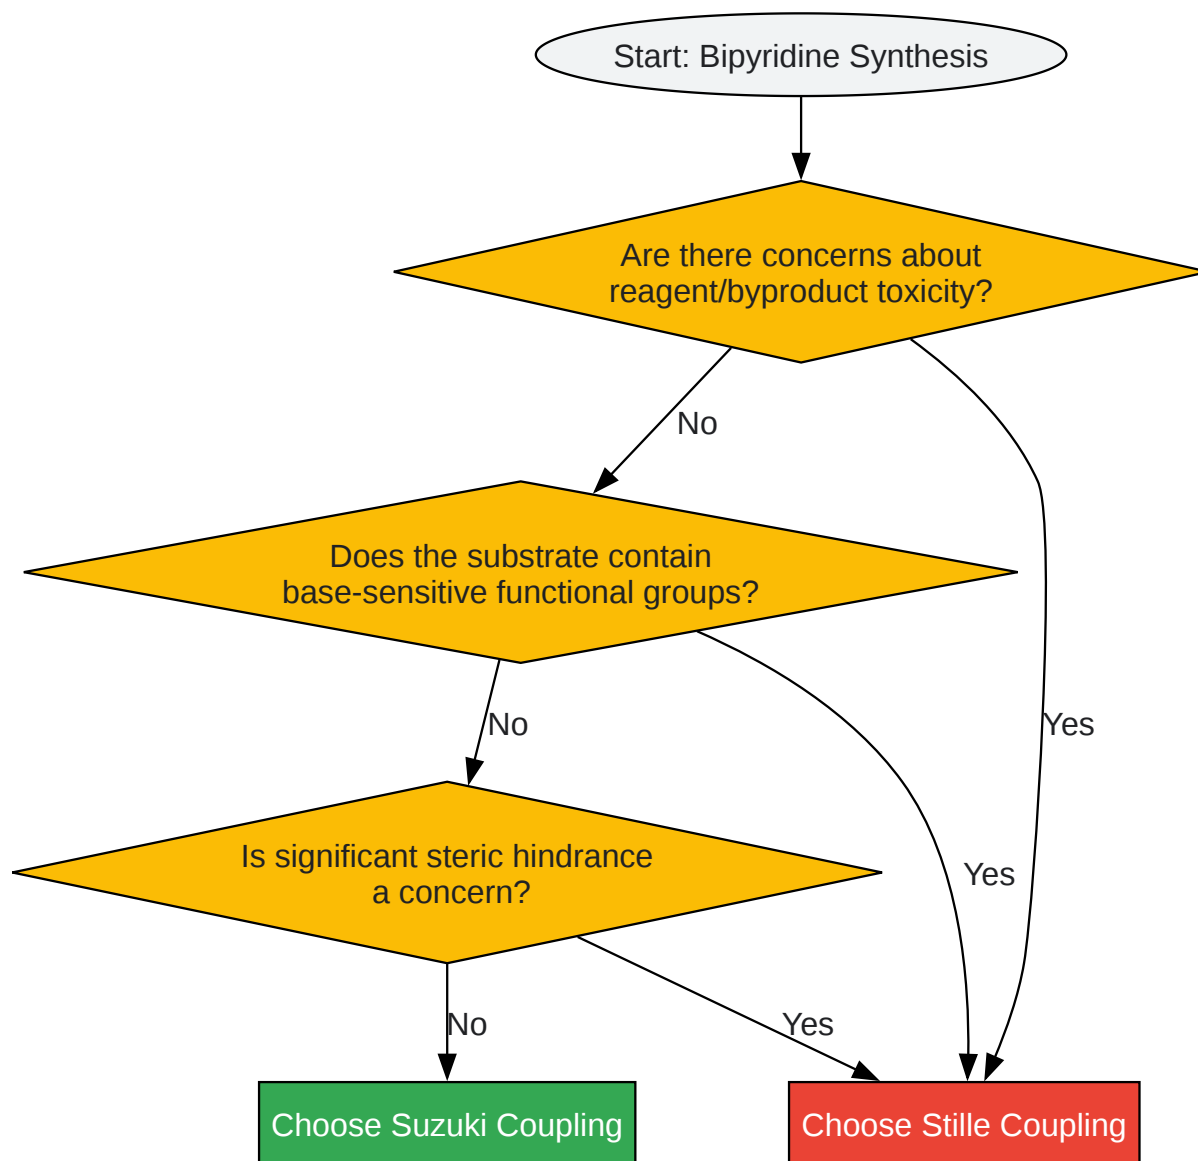 Start: Bipyridine Synthesis
Are there concerns about
reagent/byproduct toxicity?
No
Does the substrate contain
base-sensitive functional groups?
No
Yes
Is significant steric hindrance
a concern?
Yes
No
Yes
Choose Suzuki Coupling
Choose Stille Coupling